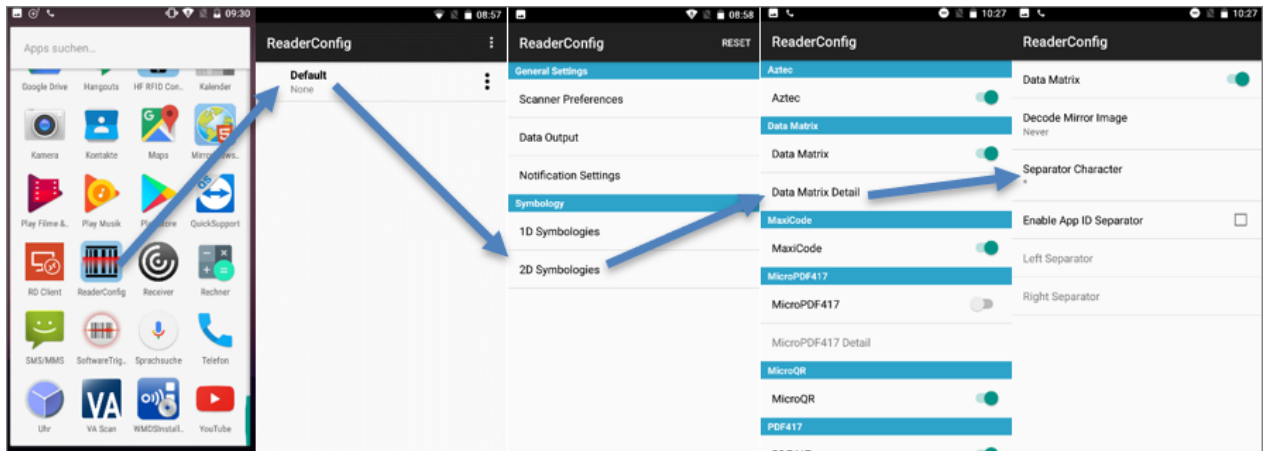 09:30
Apps suchen...
Google Drive
Hangouts
HF RFID Con..
Kalender
Kamera
Kontakte
Maps
Play Filme &..
Play Musik
QuickSupport
RD Client
ReaderConfig
Receiver
Rechner
SMS/MMS
SoftwareTrig..
Sprachsuche
Telefon
Uhr
VA
VA Scan
WMDSInstall..
YouTube
08:57
ReaderConfig
Default
None
08:58
ReaderConfig RESET
General Settings
Scanner Preferences
Data Output
Notification Settings
Symbology
1D Symbologies
2D Symbologies
10:27
ReaderConfig
Aztec
Aztec
Data Matrix
Data Matrix
Data Matrix Detail
MaxiCode
MaxiCode
MicroPDF417
MicroPDF417
MicroPDF417 Detail
MicroQR
MicroQR
PDF417
10:27
ReaderConfig
Data Matrix
Decode Mirror Image
Never
Separator Character
*
Enable App ID Separator
Left Separator
Right Separator